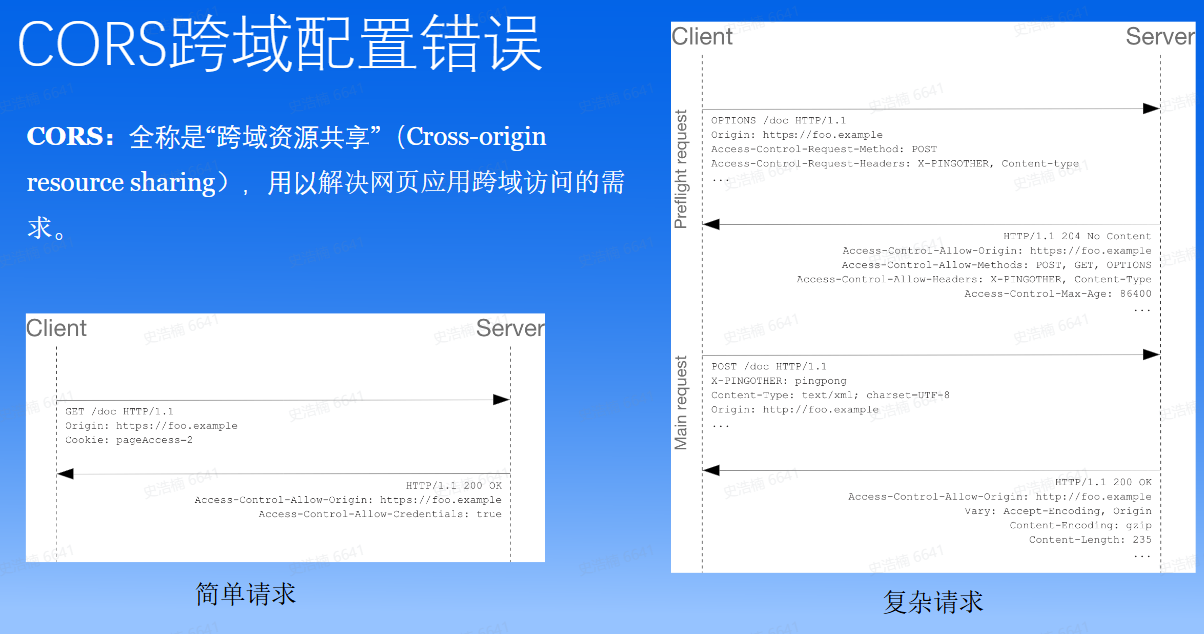 CORS跨域配置错误
CORS：全称是“跨域资源共享”（Cross-origin
resource sharing），用以解决网页应用跨域访问的需
求。
Client Server
GET /doc HTTP/1.1
Origin: https://foo.example
Cookie: pageAccess=2
HTTP/1.1 200 OK
Access-Control-Allow-Origin: https://foo.example
Access-Control-Allow-Credentials: true
简单请求
Client Server
Preflight request
OPTIONS /doc HTTP/1.1
Origin: https://foo.example
Access-Control-Request-Method: POST
Access-Control-Request-Headers: X-PINGOTHER, Content-type
...
HTTP/1.1 204 No Content
Access-Control-Allow-Origin: https://foo.example
Access-Control-Allow-Methods: POST, GET, OPTIONS
Access-Control-Allow-Headers: X-PINGOTHER, Content-Type
Access-Control-Max-Age: 86400
...
Main request
POST /doc HTTP/1.1
X-PINGOTHER: pingpong
Content-Type: text/xml; charset=UTF-8
Origin: http://foo.example
...
HTTP/1.1 200 OK
Access-Control-Allow-Origin: http://foo.example
Vary: Accept-Encoding, Origin
Content-Encoding: gzip
Content-Length: 235
...
复杂请求
史浩楠 6641